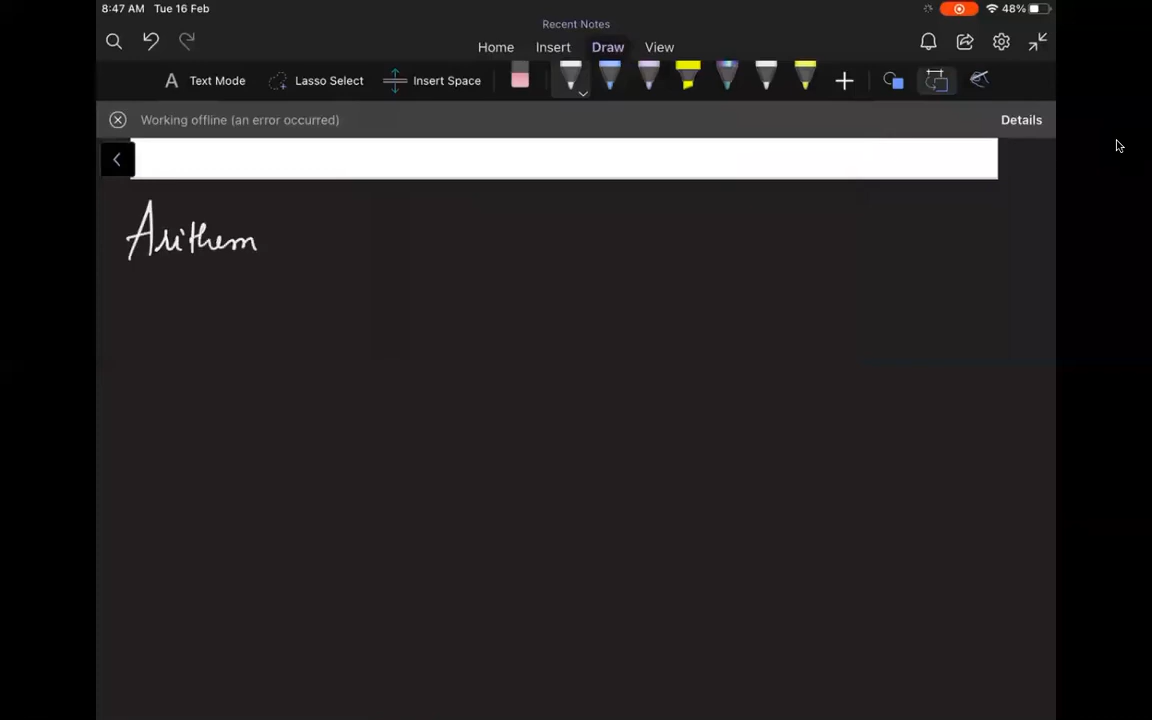 8:47 AM Tue 16 Feb 48%
Recent Notes
Home Insert Draw View
A Text Mode Lasso Select Insert Space
Working offline (an error occurred) Details
Arithem